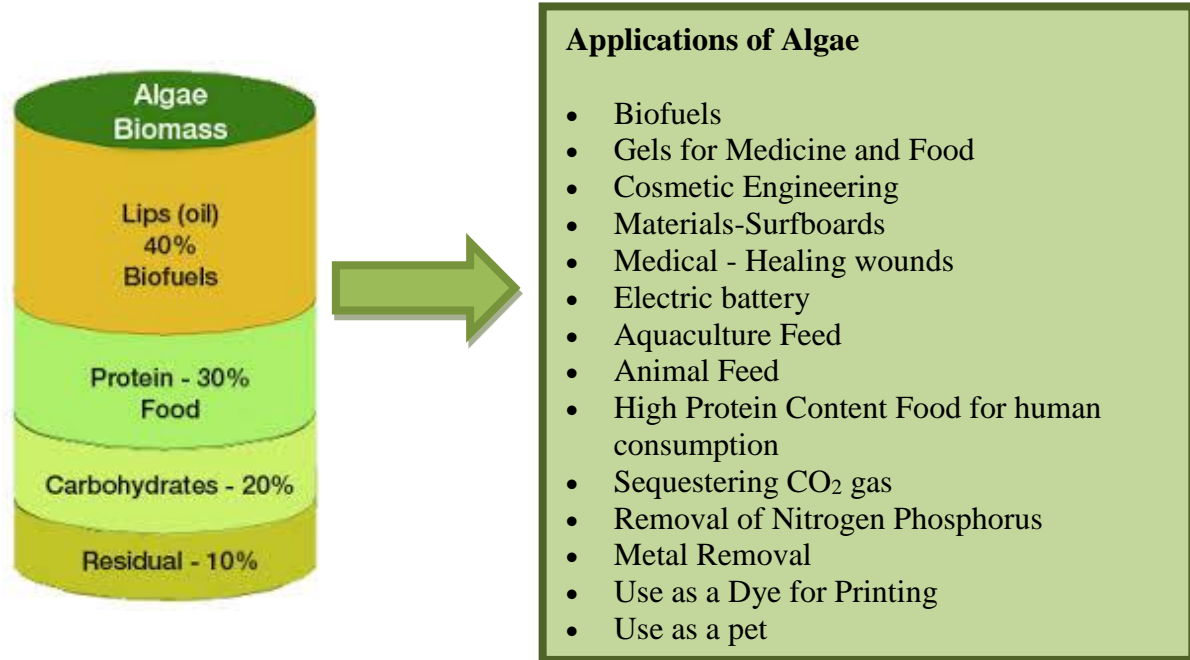 Algae
Biomass
Lips (oil)
40%
Biofuels
Protein - 30%
Food
Carbohydrates - 20%
Residual - 10%
Applications of Algae
• Biofuels
• Gels for Medicine and Food
• Cosmetic Engineering
• Materials-Surfboards
• Medical - Healing wounds
• Electric battery
• Aquaculture Feed
• Animal Feed
• High Protein Content Food for human
consumption
• Sequestering CO₂ gas
• Removal of Nitrogen Phosphorus
• Metal Removal
• Use as a Dye for Printing
• Use as a pet